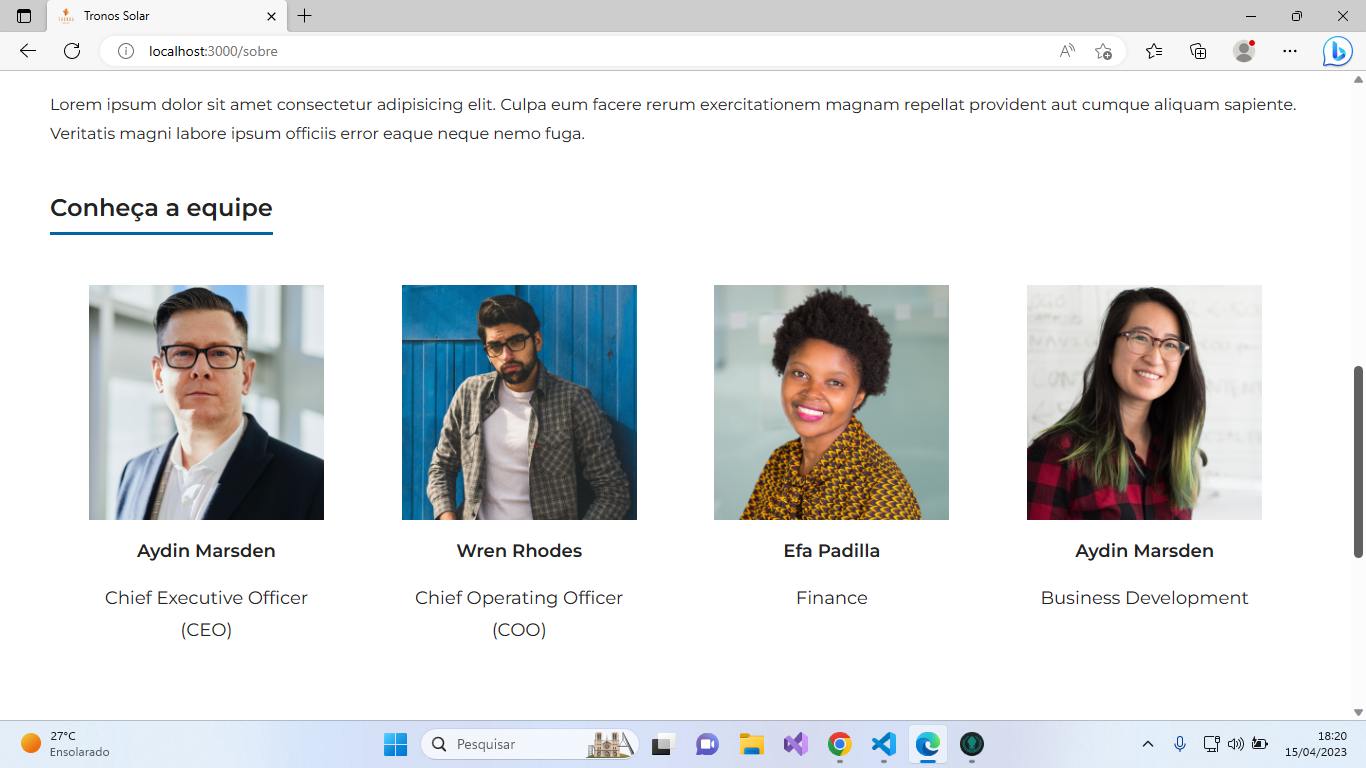 Tronos Solar
localhost:3000/sobre
Lorem ipsum dolor sit amet consectetur adipisicing elit. Culpa eum facere rerum exercitationem magnam repellat provident aut cumque aliquam sapiente.
Veritatis magni labore ipsum officiis error eaque neque nemo fuga.
Conheça a equipe
Aydin Marsden
Wren Rhodes
Efa Padilla
Aydin Marsden
Chief Executive Officer
(CEO)
Chief Operating Officer
(COO)
Finance
Business Development
27°C
Ensolarado
Pesquisar
18:20
15/04/2023